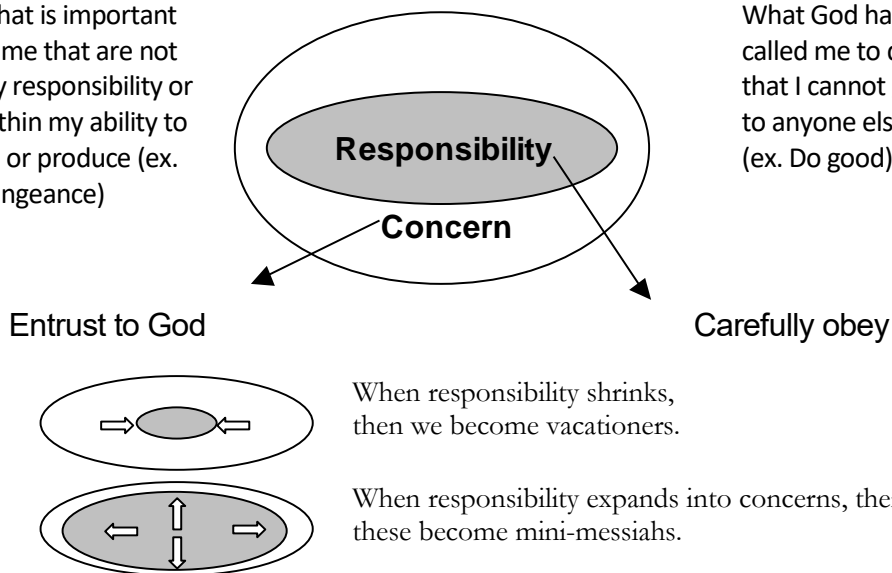 hat is important
me that are not
y responsibility or
thin my ability to
or produce (ex.
ngeance)
What God ha
called me to
that I cannot
to anyone els
(ex. Do good)
Responsibility
Concern
Entrust to God
Carefully obey
When responsibility shrinks,
then we become vacationers.
When responsibility expands into concerns, the
these become mini-messiahs.